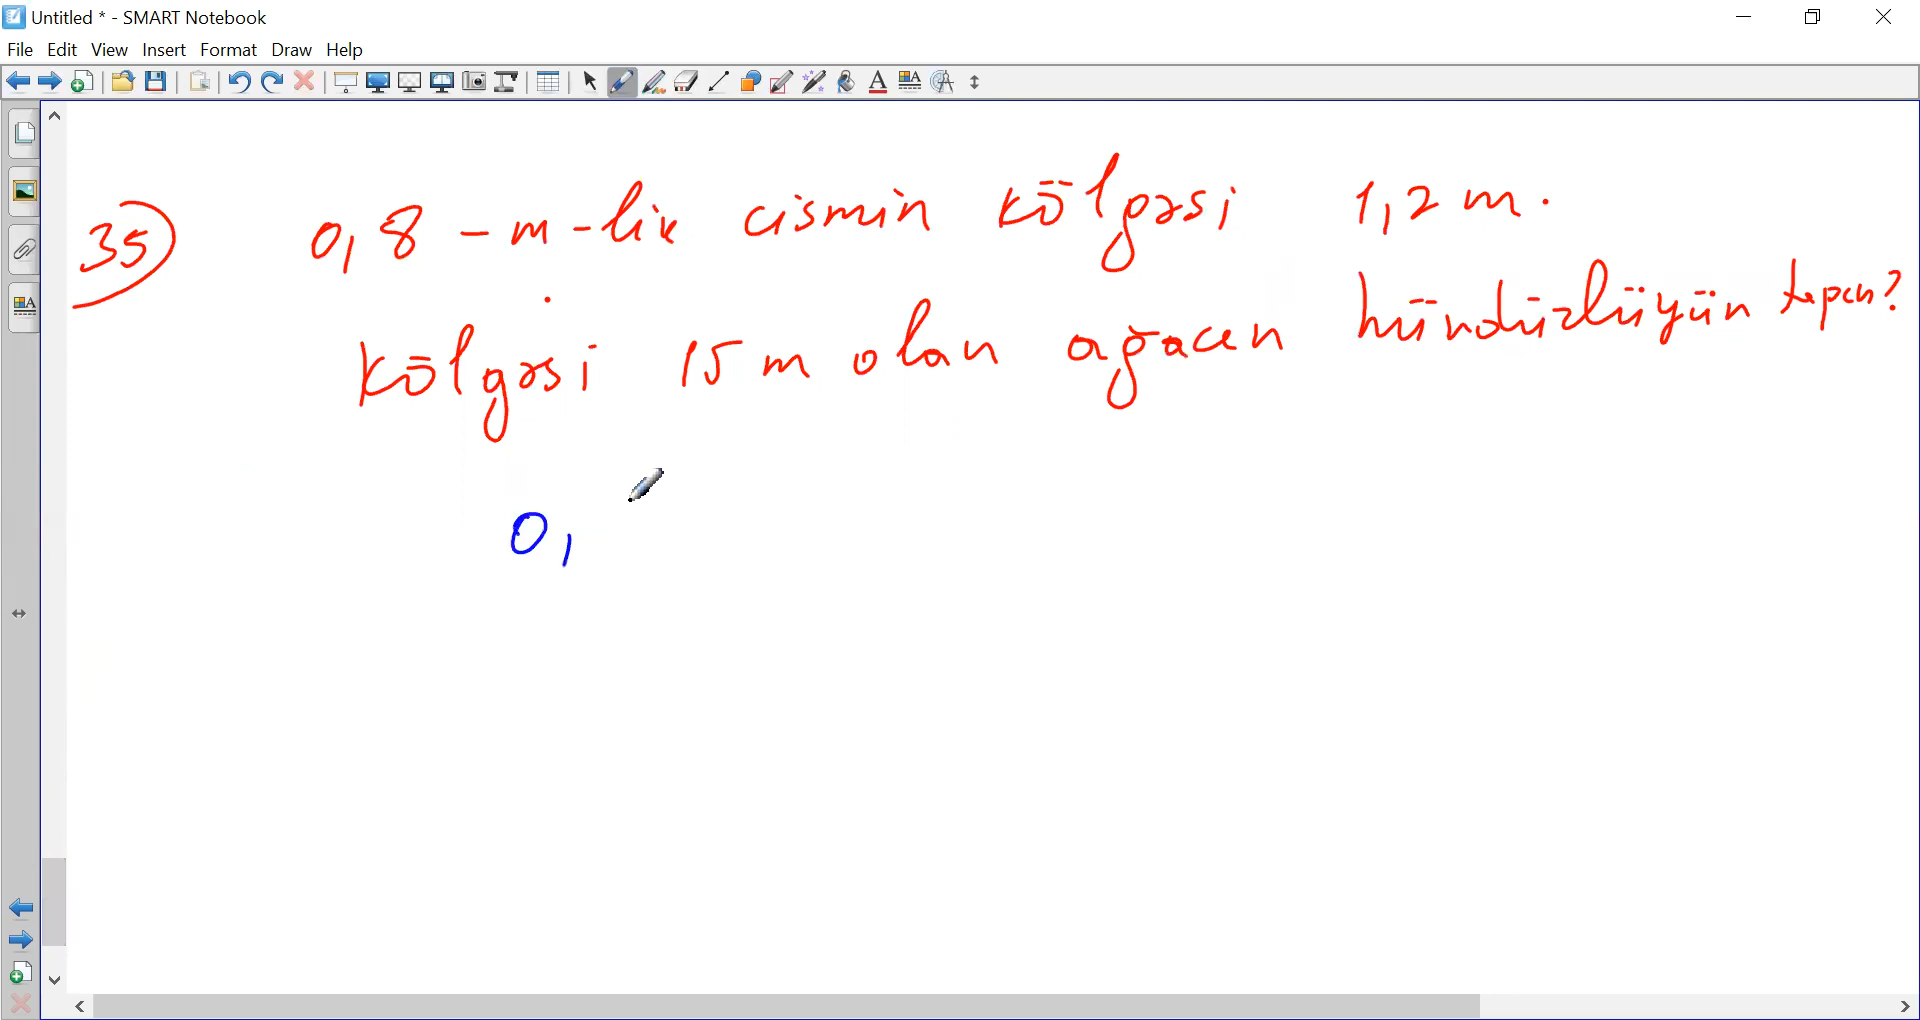 Untitled * - SMART Notebook
File Edit View Insert Format Draw Help
35) 0,8 - m - lik cismin kölgəsi 1,2 m.
kölgəsi 15 m olan ağacın hündüzlüyün tapın?
0,